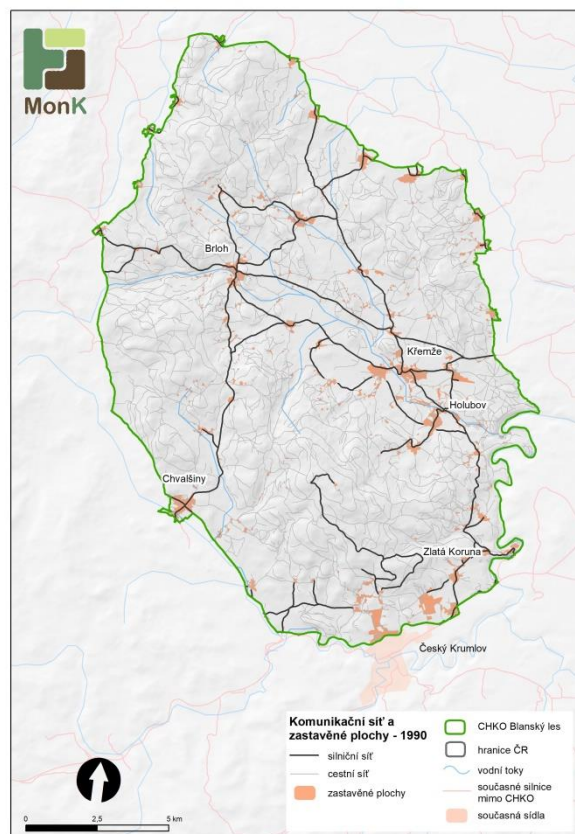 MonK
Brloh
Křemže
Holubov
Chvalšiny
Zlatá Koruna
Český Krumlov
Komunikační síť a
zastavěné plochy - 1990
silniční síť
cestní síť
zastavěné plochy
CHKO Blanský les
hranice ČR
vodní toky
současné silnice
mimo CHKO
současná sídla
0 2,5 5 km